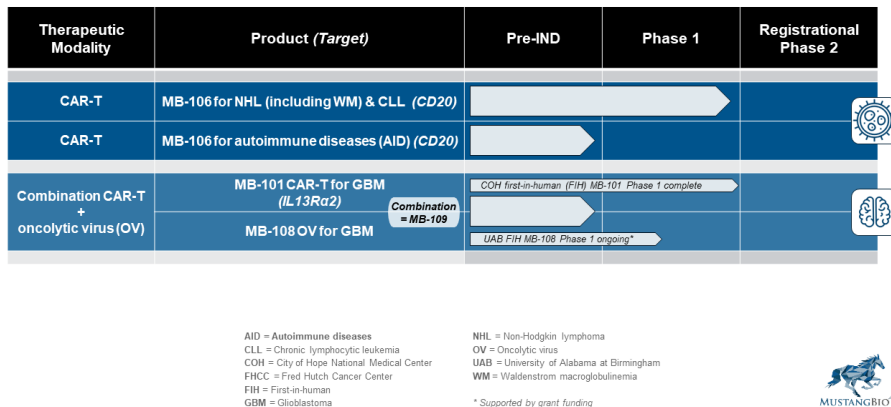 Therapeutic Modality
Product (Target)
Pre-IND
Phase 1
Registrational Phase 2
CAR-T
MB-106 for NHL (including WM) & CLL (CD20)
CAR-T
MB-106 for autoimmune diseases (AID) (CD20)
Combination CAR-T
+
oncolytic virus (OV)
MB-101 CAR-T for GBM
(IL13Rα2)
Combination
= MB-109
MB-108 OV for GBM
COH first-in-human (FIH) MB-101 Phase 1 complete
UAB FIH MB-108 Phase 1 ongoing*
AID = Autoimmune diseases
CLL = Chronic lymphocytic leukemia
COH = City of Hope National Medical Center
FHCC = Fred Hutch Cancer Center
FIH = First-in-human
GBM = Glioblastoma
NHL = Non-Hodgkin lymphoma
OV = Oncolytic virus
UAB = University of Alabama at Birmingham
WM = Waldenstrom macroglobulinemia
* Supported by grant funding
MUSTANGBIO